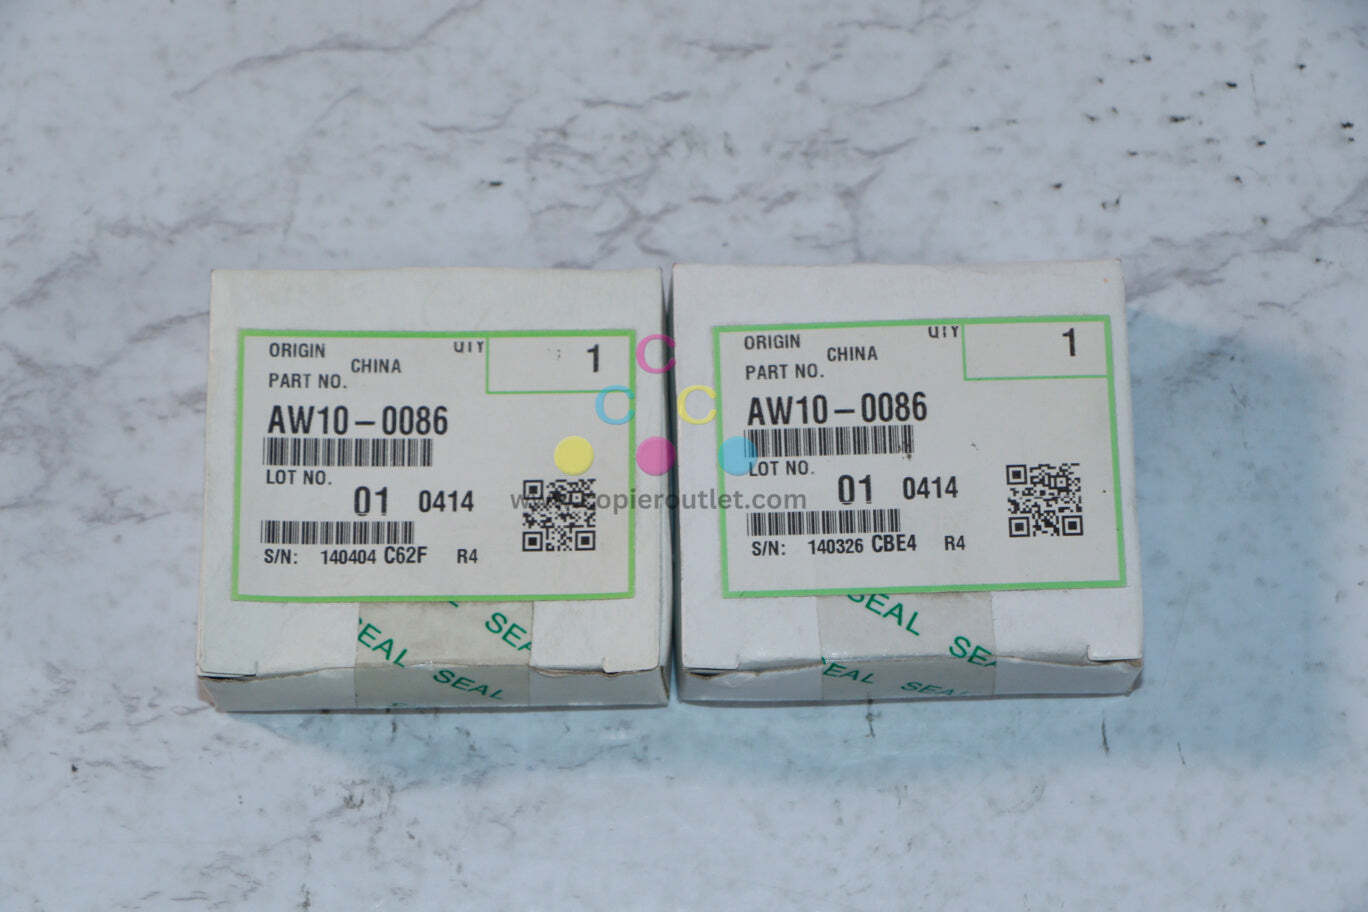 ORIGIN QTY 1
CHINA
PART NO.
AW10-0086
LOT NO.
01 0414
S/N: 140404 C62F R4
SEAL SEAL
SEAL
ORIGIN QTY 1
CHINA
PART NO.
AW10-0086
LOT NO.
01 0414
S/N: 140326 CBE4 R4
SEAL SEAL
SEAL SEAL
C
C C
www.copieroutlet.com